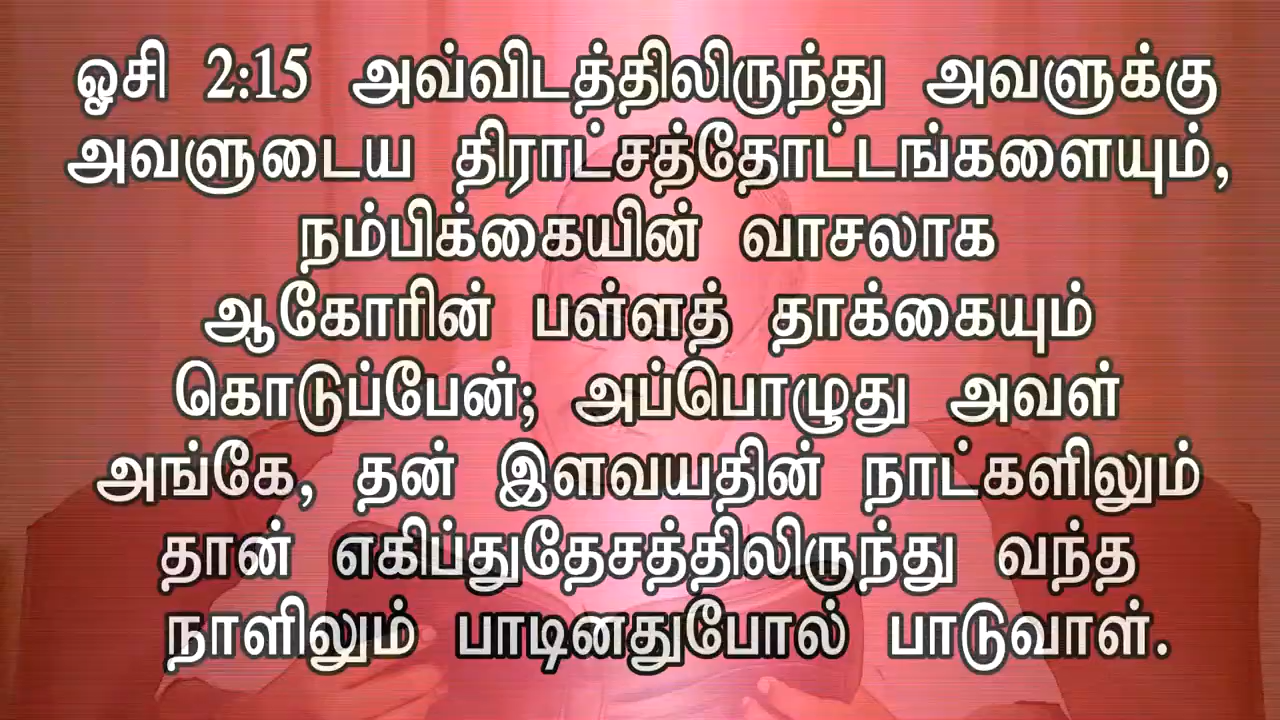 ஓசி 2:15 அவ்விடத்திலிருந்து அவளுக்கு
அவளுடைய திராட்சத்தோட்டங்களையும்,
நம்பிக்கையின் வாசலாக
ஆகோரின் பள்ளத் தாக்கையும்
கொடுப்பேன்; அப்பொழுது அவள்
அங்கே, தன் இளவயதின் நாட்களிலும்
தான் எகிப்துதேசத்திலிருந்து வந்த
நாளிலும் பாடினதுபோல் பாடுவாள்.